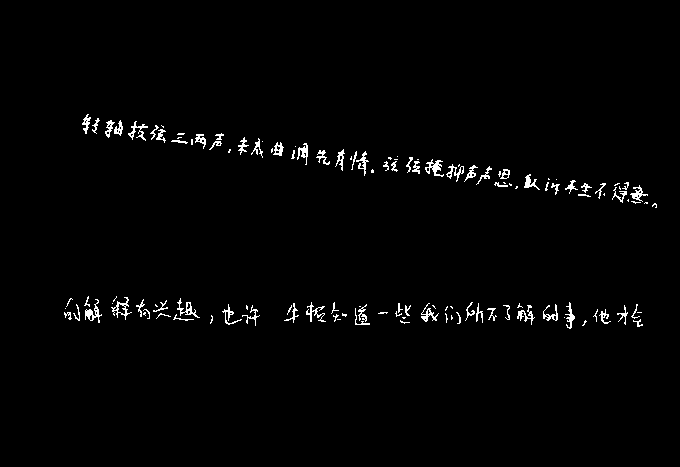 转轴拨弦三两声,未成曲调先有情。弦弦掩抑声声思,似诉平生不得意。
的解释有兴趣,也许 牛顿知道一些我们所不了解的事,他才会